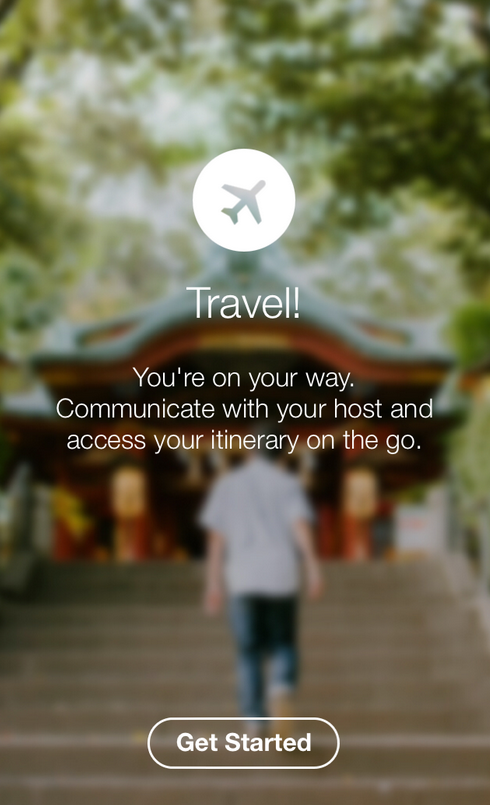 Travel!
You're on your way.
Communicate with your host and
access your itinerary on the go.
Get Started